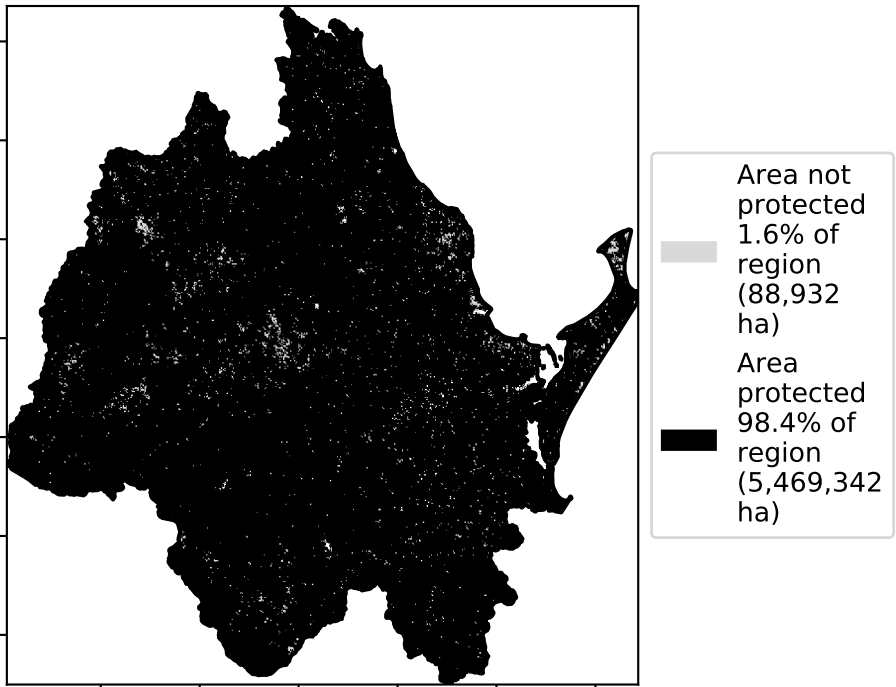 Area not
protected
1.6% of
region
(88,932
ha)
Area
protected
98.4% of
region
(5,469,342
ha)